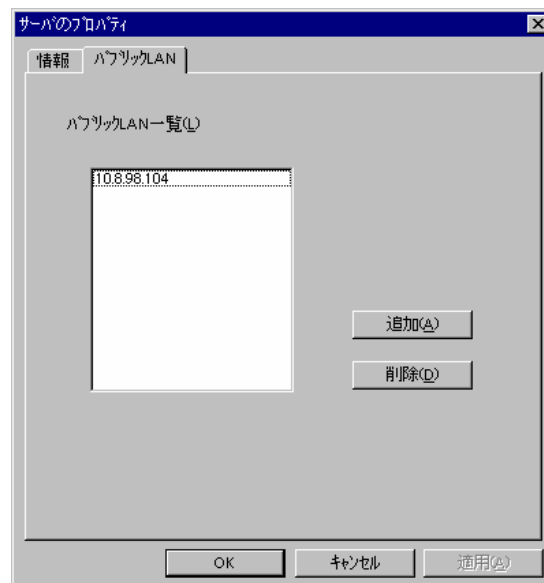 サーバのプロパティ
情報 パブリックLAN
パブリックLAN一覧(L)
10.8.98.104
追加(A)
削除(D)
OK キャンセル 適用(A)